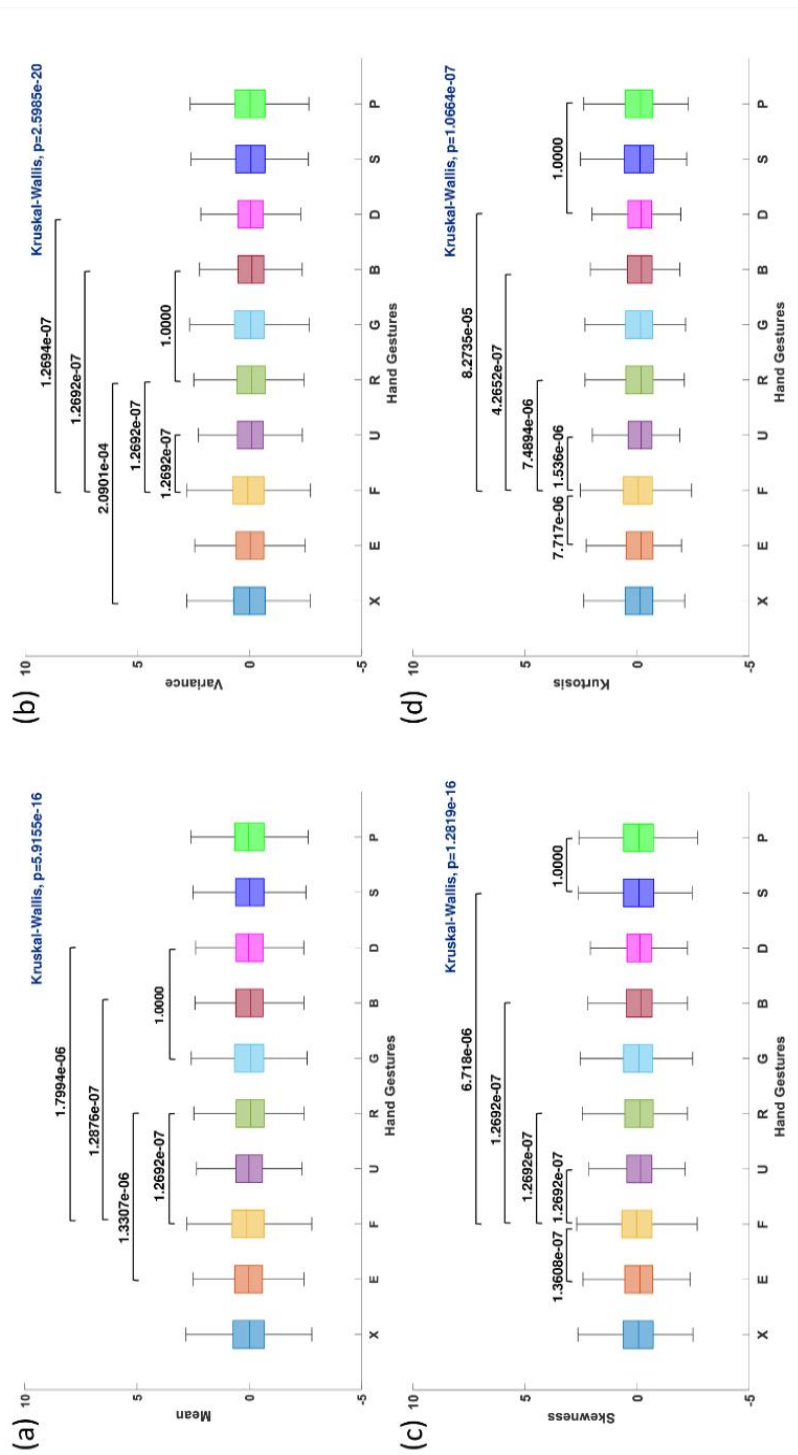 (a)
Kruskal-Wallis, p=5.9155e-16
10
5
0
-5
Mean
1.7994e-06
1.2876e-07
1.3307e-06
1.2692e-07
1.0000
X E F U R G B D S P
Hand Gestures
(b)
Kruskal-Wallis, p=2.5985e-20
10
5
0
-5
Variance
1.2694e-07
1.2692e-07
2.0901e-04
1.2692e-07
1.2692e-07
1.0000
X E F U R G B D S P
Hand Gestures
(c)
Kruskal-Wallis, p=1.2819e-16
10
5
0
-5
Skewness
6.718e-06
1.2692e-07
1.2692e-07
1.3608e-07
1.2692e-07
1.0000
X E F U R G B D S P
Hand Gestures
(d)
Kruskal-Wallis, p=1.0664e-07
10
5
0
-5
Kurtosis
8.2735e-05
4.2652e-07
7.4894e-06
7.717e-06
1.536e-06
1.0000
X E F U R G B D S P
Hand Gestures